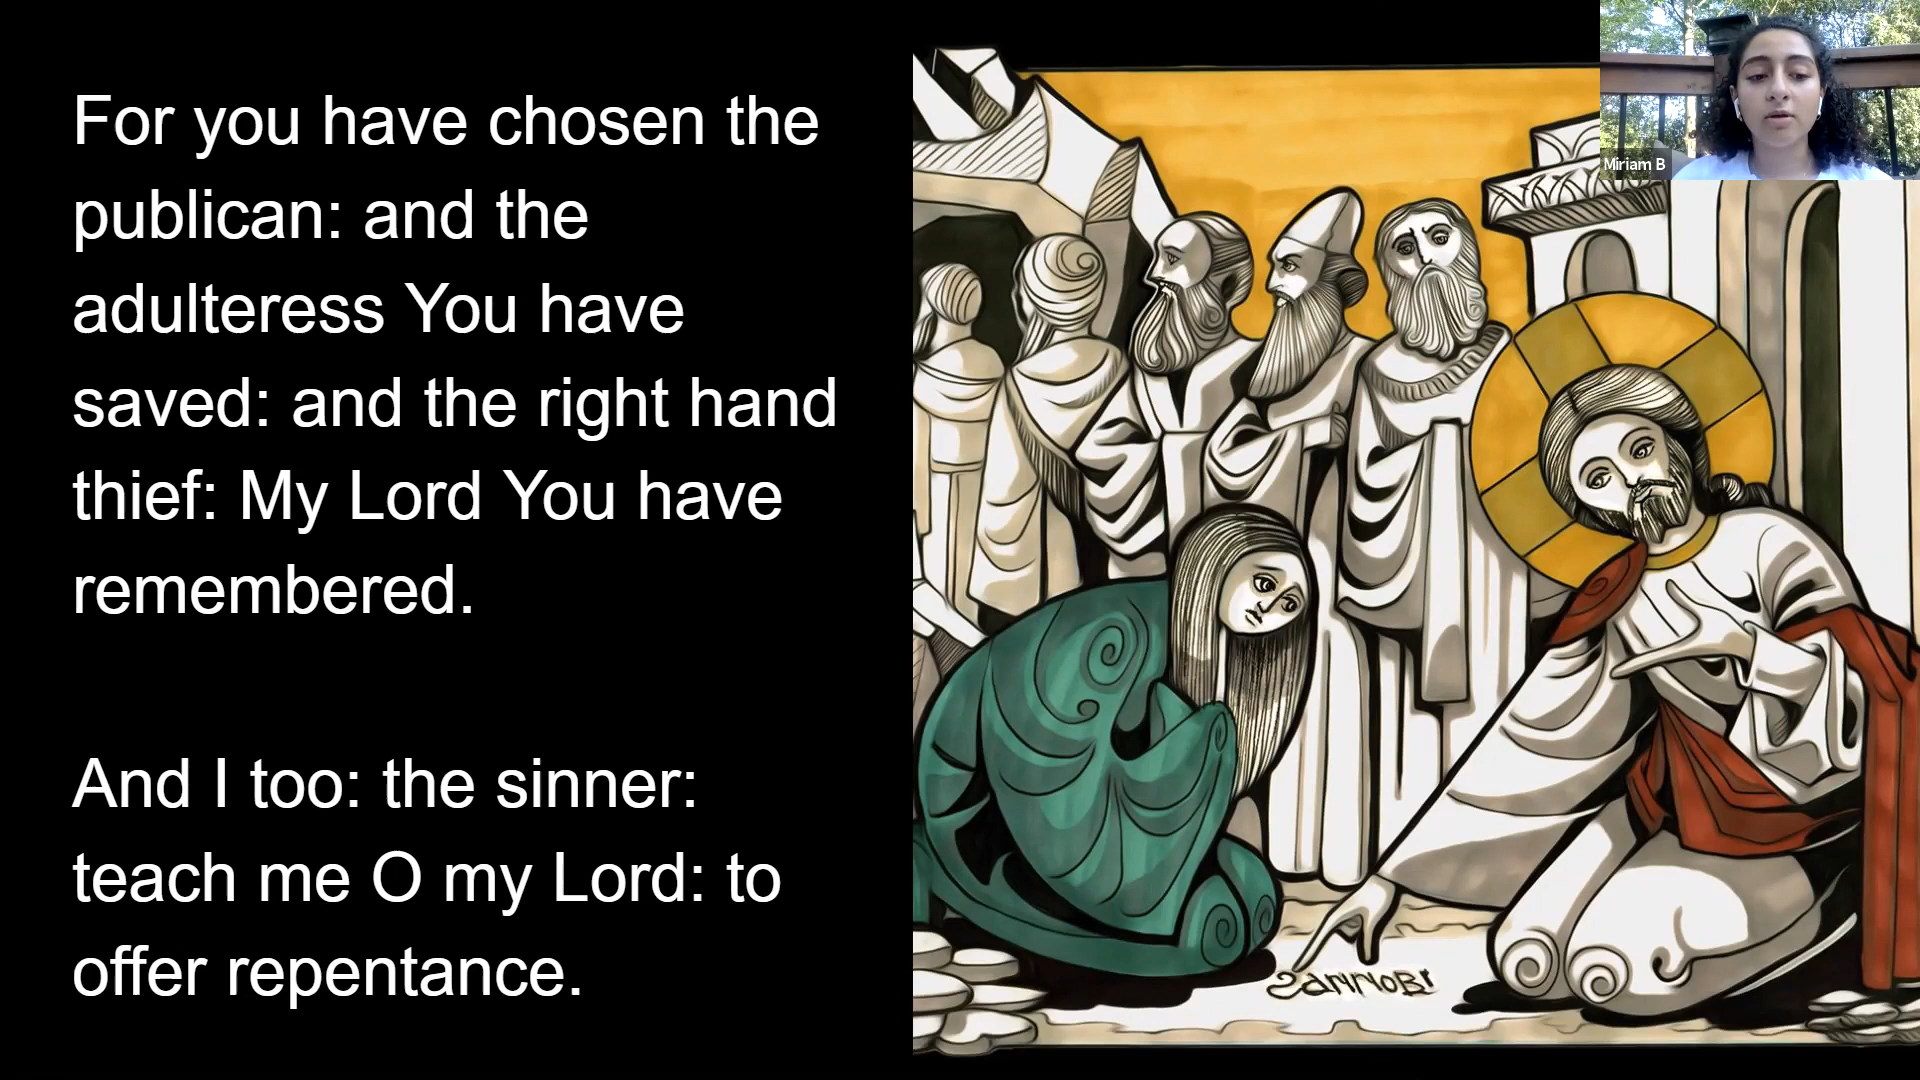 For you have chosen the
publican: and the
adulteress You have
saved: and the right hand
thief: My Lord You have
remembered.
And I too: the sinner:
teach me O my Lord: to
offer repentance.
Miriam B